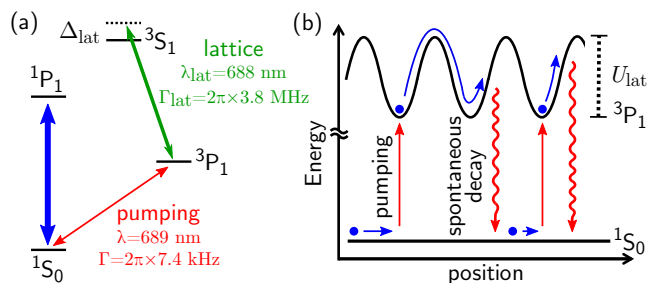 (a)
Δlat
³S₁
lattice
λlat=688 nm
Γlat=2π×3.8 MHz
¹P₁
³P₁
pumping
λ=689 nm
Γ=2π×7.4 kHz
¹S₀
(b)
Energy
pumping
spontaneous
decay
Ulat
³P₁
¹S₀
position